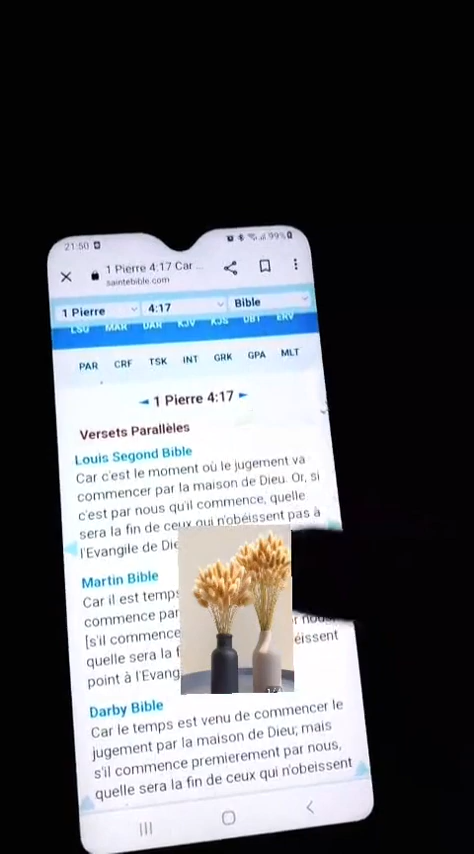 21:50
99%
1 Pierre 4:17 Car ...
saintebible.com
1 Pierre 4:17 Bible
LSG MAR DAR KJV KJS DBT ERV
PAR CRF TSK INT GRK GPA MLT
1 Pierre 4:17
Versets Parallèles
Louis Segond Bible
Car c'est le moment où le jugement va
commencer par la maison de Dieu. Or, si
c'est par nous qu'il commence, quelle
sera la fin de ceux qui n'obéissent pas à
l'Evangile de
Martin Bible
Car il est temps
commence par
[s'il commence
quelle sera la
point à
Darby Bible
Car le temps est venu de commencer le
jugement par la maison de Dieu; mais
s'il commence premierement par nous,
quelle sera la fin de ceux qui n'obeissent